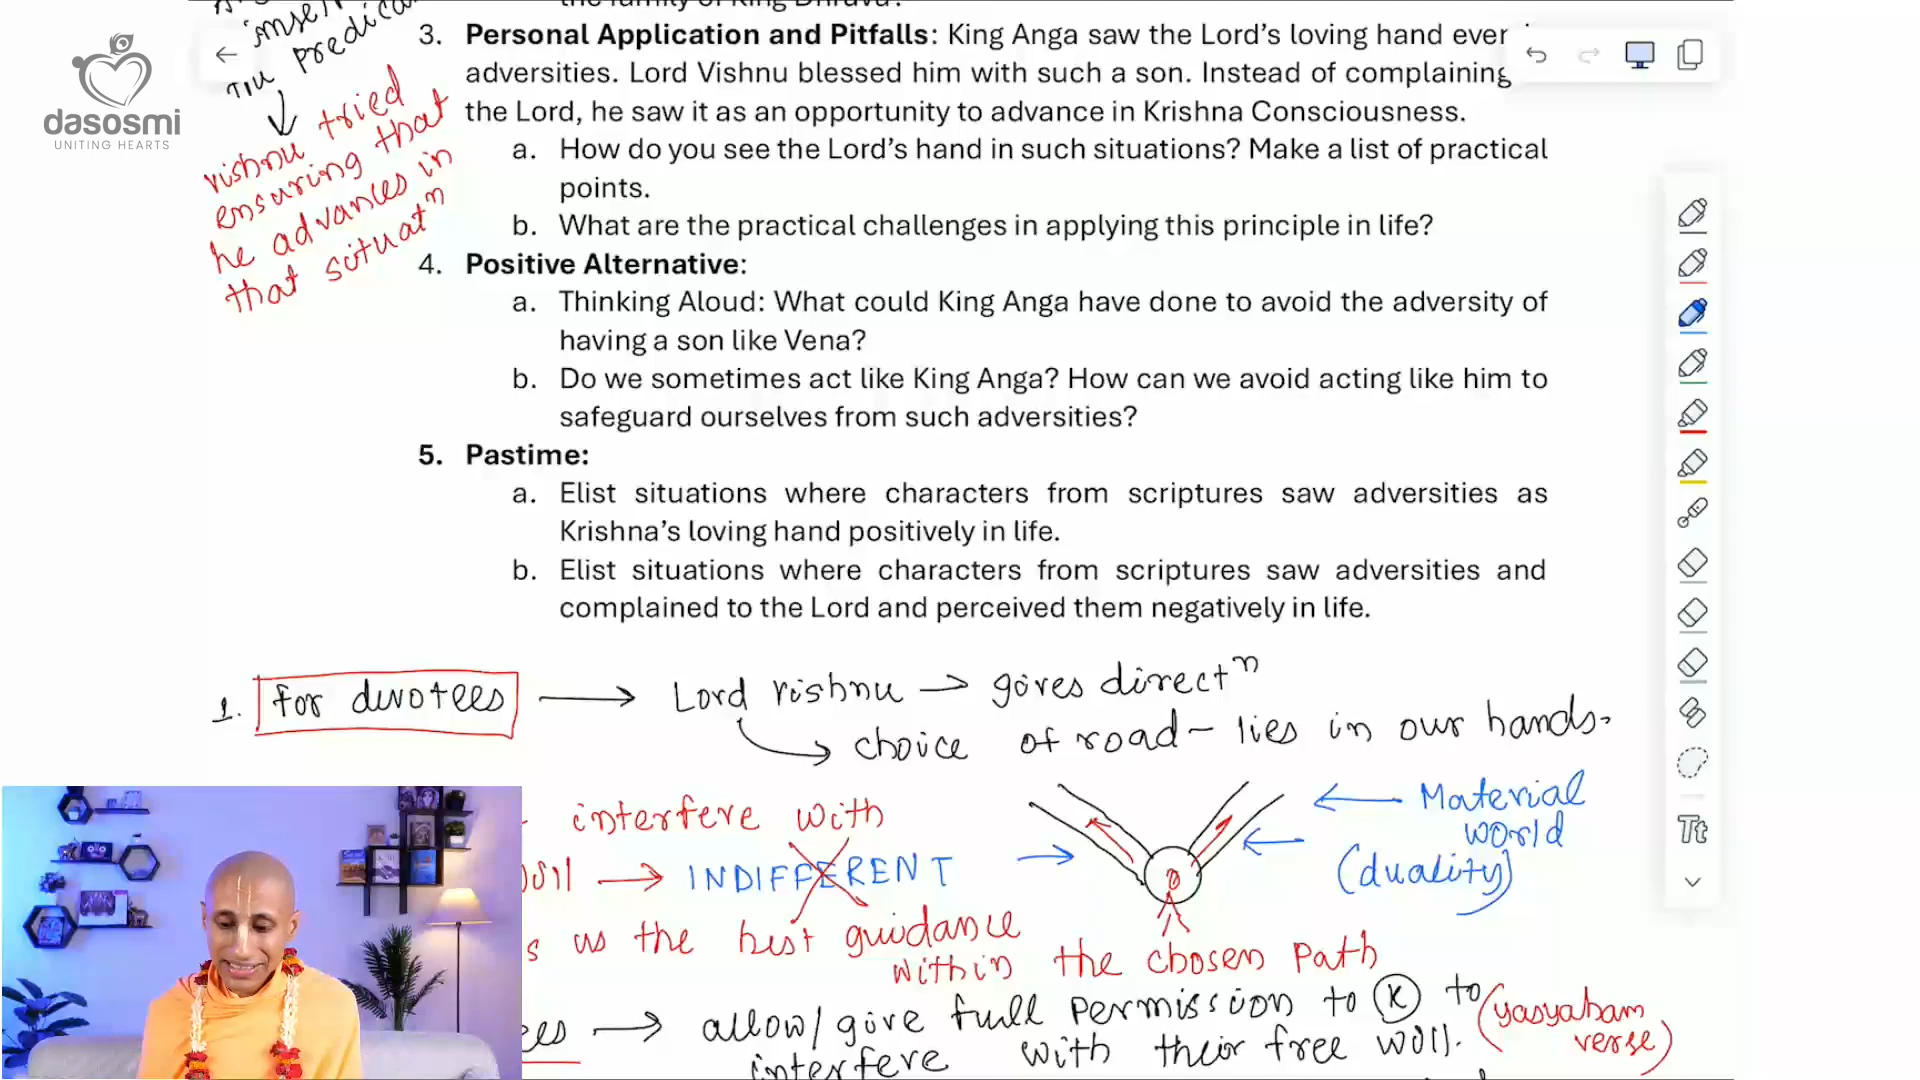 imself
predica
dasosmi
UNITING HEARTS
vishnu tried
ensuring that
he advances in
that situatⁿ
the family of King Dhruva?
3. Personal Application and Pitfalls: King Anga saw the Lord's loving hand even
adversities. Lord Vishnu blessed him with such a son. Instead of complaining
the Lord, he saw it as an opportunity to advance in Krishna Consciousness.
a. How do you see the Lord's hand in such situations? Make a list of practical
points.
b. What are the practical challenges in applying this principle in life?
4. Positive Alternative:
a. Thinking Aloud: What could King Anga have done to avoid the adversity of
having a son like Vena?
b. Do we sometimes act like King Anga? How can we avoid acting like him to
safeguard ourselves from such adversities?
5. Pastime:
a. Elist situations where characters from scriptures saw adversities as
Krishna's loving hand positively in life.
b. Elist situations where characters from scriptures saw adversities and
complained to the Lord and perceived them negatively in life.
1. for devotees → Lord vishnu → gives directⁿ
choice of road - lies in our hands.
interfere with
→ INDIFFERENT
← Material
world
(duality)
s us the best guidance
within the chosen path
ees → allow/give full permission to K to
interfere with their free will.
(yasyaham
verse)
Tt